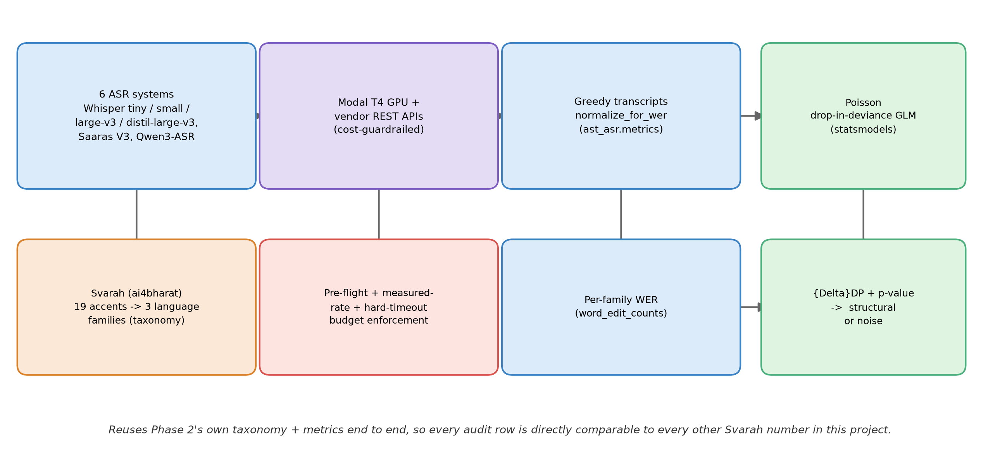 6 ASR systems
Whisper tiny / small /
large-v3 / distil-large-v3,
Saaras V3, Qwen3-ASR
Modal T4 GPU +
vendor REST APIs
(cost-guardrailed)
Greedy transcripts
normalize_for_wer
(ast_asr.metrics)
Poisson
drop-in-deviance GLM
(statsmodels)
Svarah (ai4bharat)
19 accents -> 3 language
families (taxonomy)
Pre-flight + measured-
rate + hard-timeout
budget enforcement
Per-family WER
(word_edit_counts)
{Delta}DP + p-value
-> structural
or noise
Reuses Phase 2's own taxonomy + metrics end to end, so every audit row is directly comparable to every other Svarah number in this project.